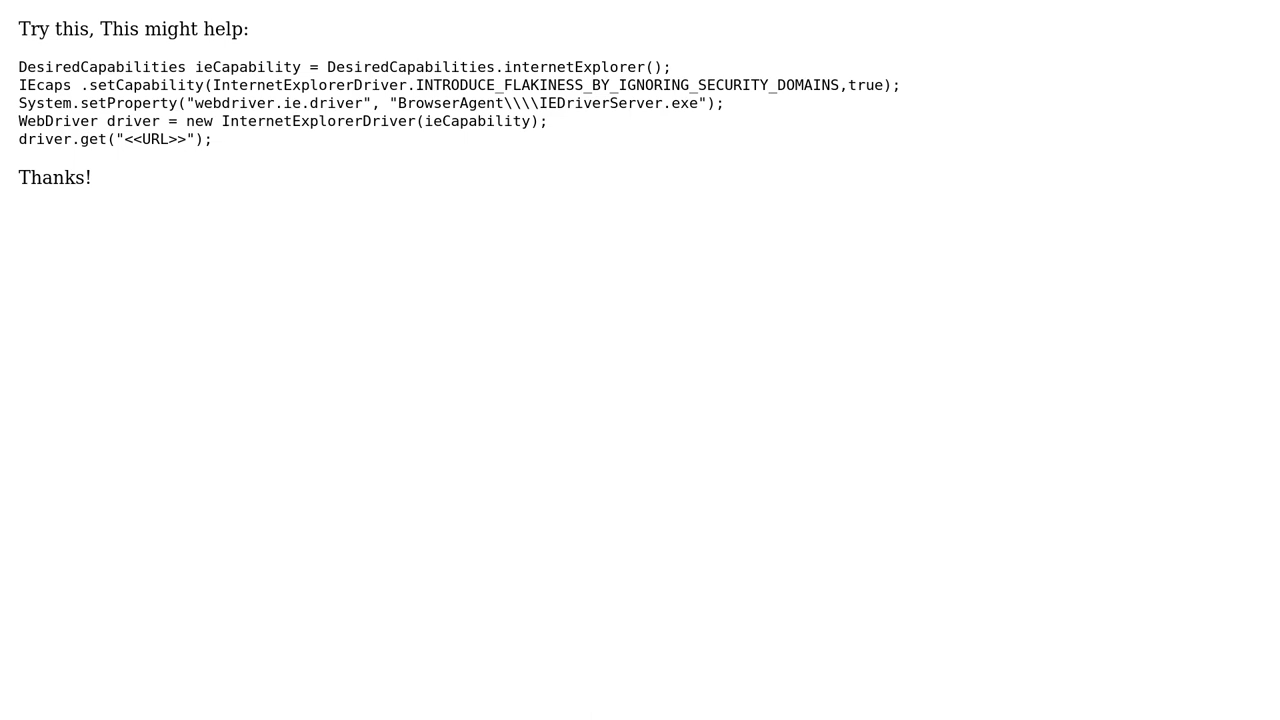 Try this, This might help:
DesiredCapabilities ieCapability = DesiredCapabilities.internetExplorer();
IEcaps .setCapability(InternetExplorerDriver.INTRODUCE_FLAKINESS_BY_IGNORING_SECURITY_DOMAINS,true);
System.setProperty("webdriver.ie.driver", "BrowserAgent\\\\IEDriverServer.exe");
WebDriver driver = new InternetExplorerDriver(ieCapability);
driver.get("<<URL>>");
Thanks!